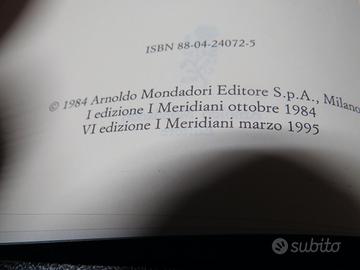 ISBN 88-04-24072-5
© 1984 Arnoldo Mondadori Editore S.p.A., Milano
I edizione I Meridiani ottobre 1984
VI edizione I Meridiani marzo 1995
subito